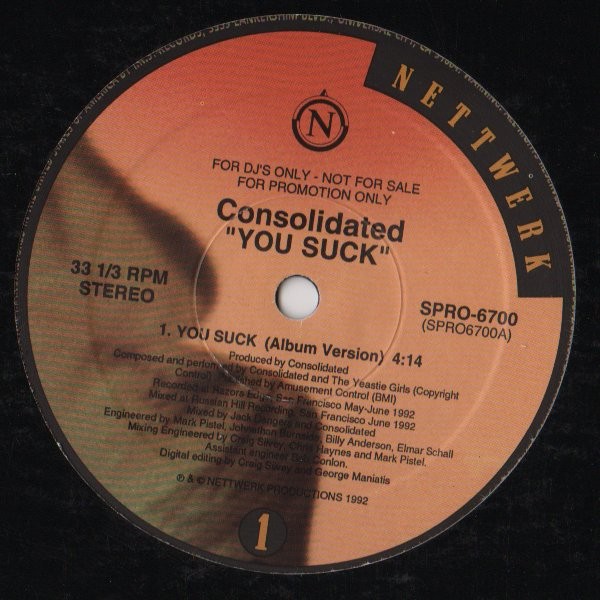 NETTWERK
N
FOR DJ'S ONLY - NOT FOR SALE
FOR PROMOTION ONLY
Consolidated
"YOU SUCK"
33 1/3 RPM
STEREO
SPRO-6700
(SPRO6700A)
1. YOU SUCK (Album Version) 4:14
Produced by Consolidated
Composed and performed by Consolidated and The Yeastie Girls (Copyright
Control) Published by Amusement Control (BMI)
Recorded at Razors Edge, San Francisco May-June 1992
Mixed at Russian Hill Recording, San Francisco June 1992
Mixed by Jack Dangers and Consolidated
Engineered by Mark Pistel, Johnathon Burnside, Billy Anderson, Elmar Schall
Mixing Engineered by Craig Silvey, Chris Haynes and Mark Pistel.
Assistant engineer Conlon.
Digital editing by Craig Silvey and George Maniatis
℗ & © NETTWERK PRODUCTIONS 1992
1